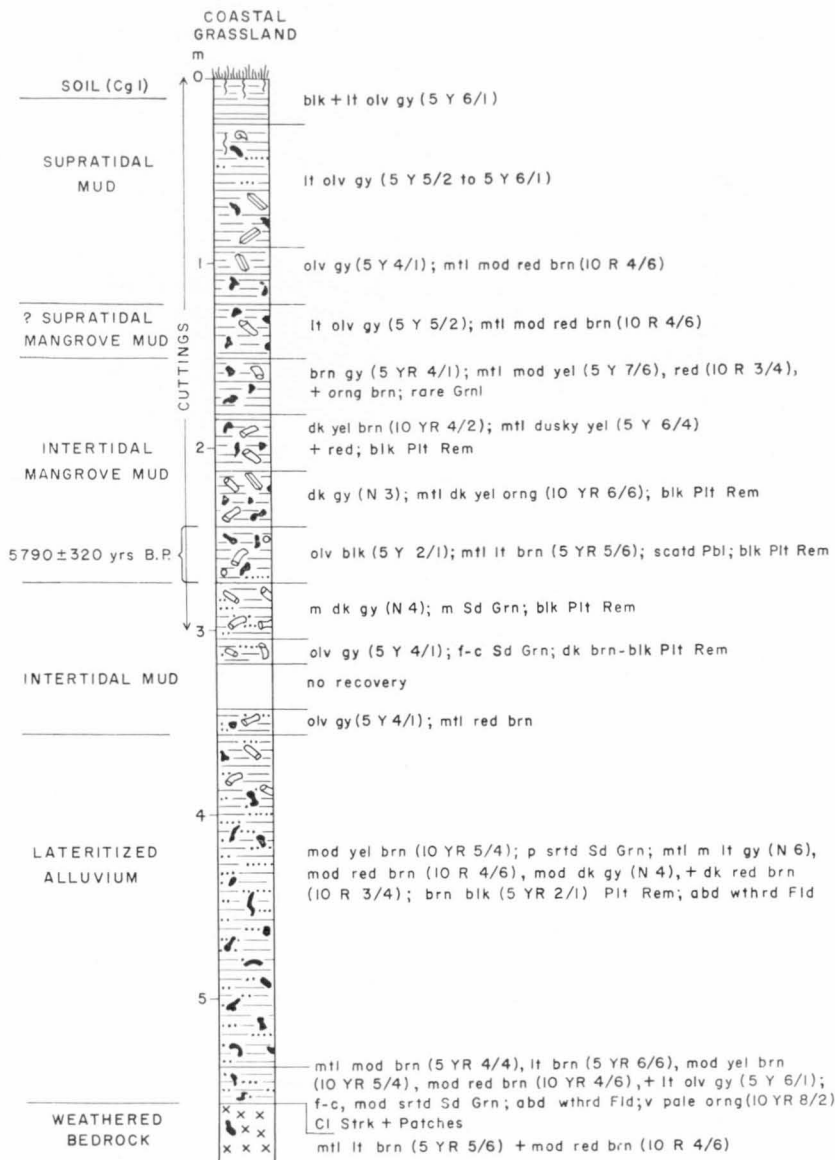 COASTAL
GRASSLAND
m
0
SOIL (Cg 1)
blk + lt olv gy (5 Y 6/1)
SUPRATIDAL
MUD
lt olv gy (5 Y 5/2 to 5 Y 6/1)
1
olv gy (5 Y 4/1); mtl mod red brn (10 R 4/6)
? SUPRATIDAL
MANGROVE MUD
lt olv gy (5 Y 5/2); mtl mod red brn (10 R 4/6)
CUTTINGS
brn gy (5 YR 4/1); mtl mod yel (5 Y 7/6), red (10 R 3/4),
+ orng brn; rare Grnl
dk yel brn (10 YR 4/2); mtl dusky yel (5 Y 6/4)
+ red; blk Plt Rem
2
INTERTIDAL
MANGROVE MUD
dk gy (N 3); mtl dk yel orng (10 YR 6/6); blk Plt Rem
5790±320 yrs B.P.
olv blk (5 Y 2/1); mtl lt brn (5 YR 5/6); scatd Pbl; blk Plt Rem
m dk gy (N 4); m Sd Grn; blk Plt Rem
3
olv gy (5 Y 4/1); f-c Sd Grn; dk brn-blk Plt Rem
INTERTIDAL MUD
no recovery
olv gy (5 Y 4/1); mtl red brn
4
LATERITIZED
ALLUVIUM
mod yel brn (10 YR 5/4); p srtd Sd Grn; mtl m lt gy (N 6),
mod red brn (10 R 4/6), mod dk gy (N 4), + dk red brn
(10 R 3/4); brn blk (5 YR 2/1) Plt Rem; abd wthrd Fld
5
mtl mod brn (5 YR 4/4), lt brn (5 YR 6/6), mod yel brn
(10 YR 5/4), mod red brn (10 YR 4/6), + lt olv gy (5 Y 6/1);
f-c, mod srtd Sd Grn; abd wthrd Fld; v pale orng (10 YR 8/2)
Cl Strk + Patches
WEATHERED
BEDROCK
mtl lt brn (5 YR 5/6) + mod red brn (10 R 4/6)